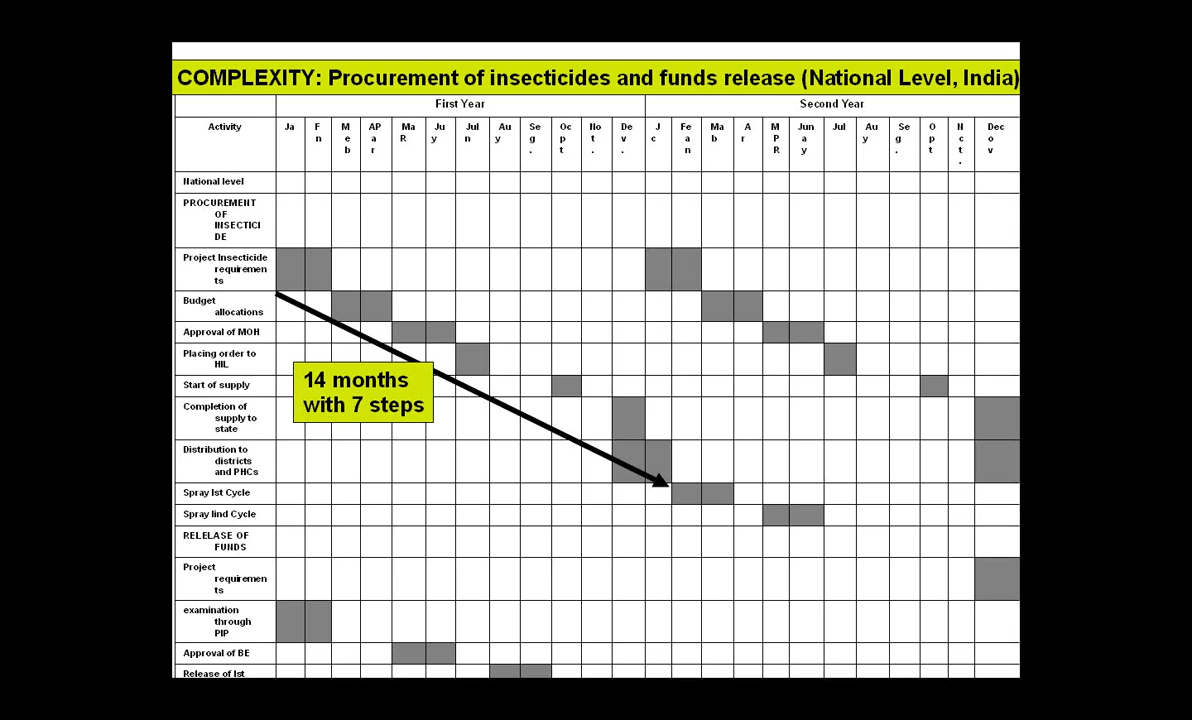 COMPLEXITY: Procurement of insecticides and funds release (National Level, India)
First Year
Second Year
Activity
Ja
F
n
M
e
b
AP
a
r
Ma
R
Ju
y
Jul
n
Au
y
Se
g
.
Oc
p
t
No
t
.
De
v
.
J
c
Fe
a
n
Ma
b
A
r
M
P
R
Jun
a
y
Jul
Au
y
Se
g
.
O
p
t
N
c
t
.
Dec
o
v
National level
PROCUREMENT
OF
INSECTICI
DE
Project Insecticide
requiremen
ts
Budget
allocations
Approval of MOH
Placing order to
HIL
14 months
with 7 steps
Start of supply
Completion of
supply to
state
Distribution to
districts
and PHCs
Spray Ist Cycle
Spray Iind Cycle
RELELASE OF
FUNDS
Project
requiremen
ts
examination
through
PIP
Approval of BE
Release of Ist